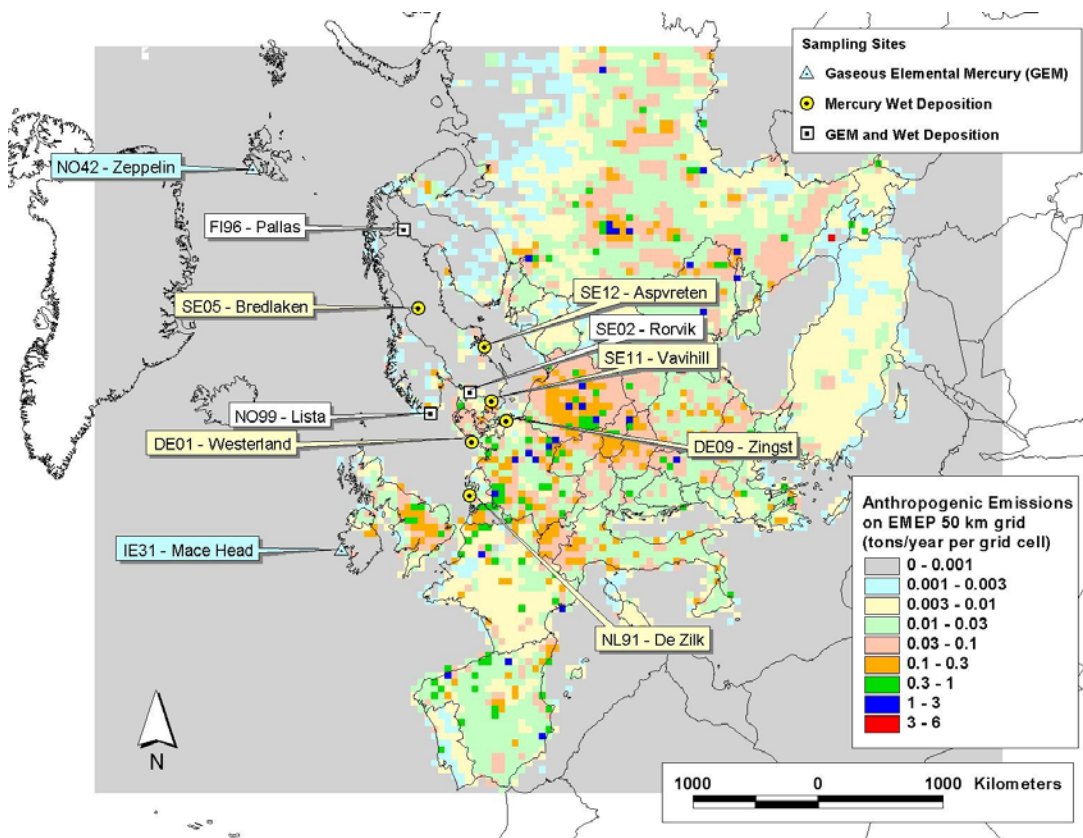 Sampling Sites
Gaseous Elemental Mercury (GEM)
Mercury Wet Deposition
GEM and Wet Deposition
NO42 - Zeppelin
FI96 - Pallas
SE12 - Aspvreten
SE05 - Bredlaken
SE02 - Rorvik
SE11 - Vavihill
NO99 - Lista
DE01 - Westerland
DE09 - Zingst
IE31 - Mace Head
NL91 - De Zilk
Anthropogenic Emissions
on EMEP 50 km grid
(tons/year per grid cell)
0 - 0.001
0.001 - 0.003
0.003 - 0.01
0.01 - 0.03
0.03 - 0.1
0.1 - 0.3
0.3 - 1
1 - 3
3 - 6
N
1000 0 1000 Kilometers